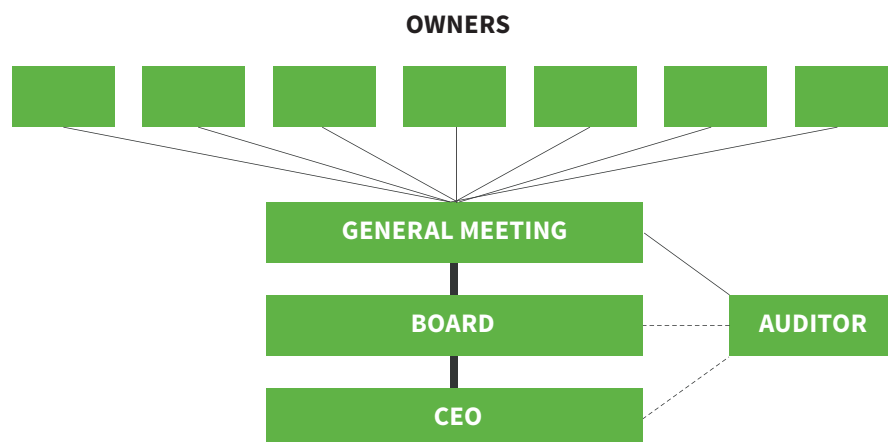 OWNERS
GENERAL MEETING
BOARD
AUDITOR
CEO